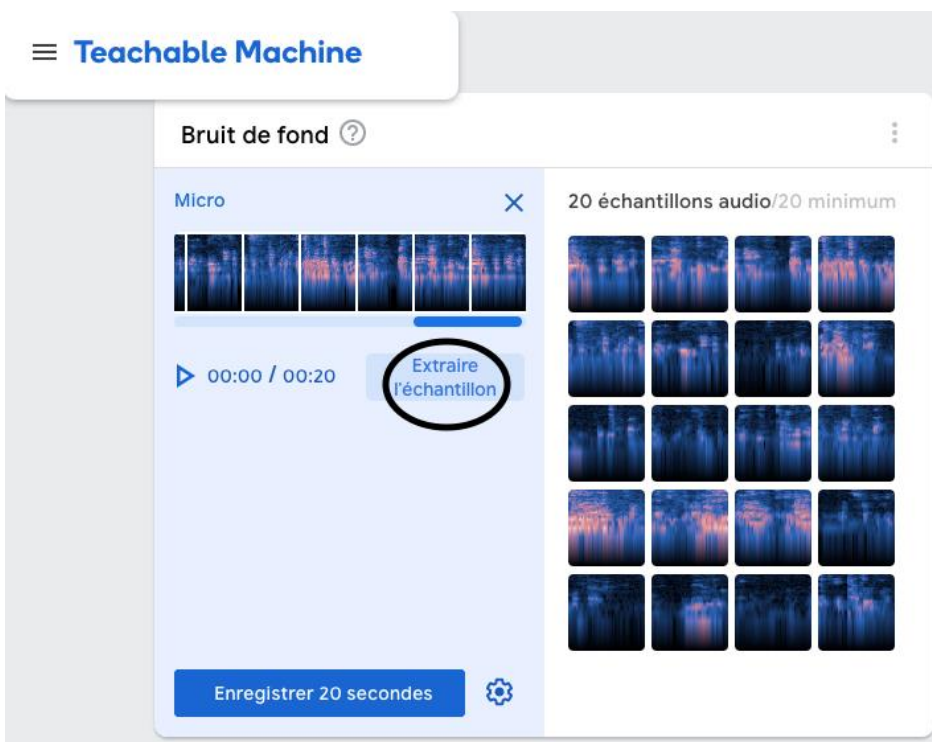 Teachable Machine
Bruit de fond
Micro
20 échantillons audio/20 minimum
00:00 / 00:20
Extraire
l'échantillon
Enregistrer 20 secondes